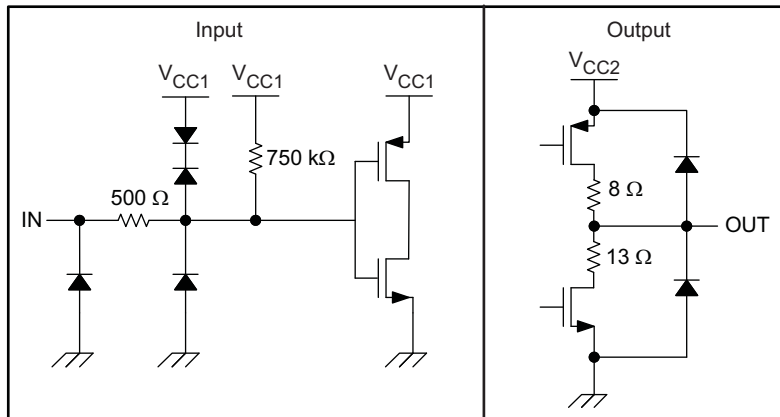 Input
Output
VCC1
VCC1
VCC1
VCC2
750 kΩ
8 Ω
500 Ω
IN
OUT
13 Ω